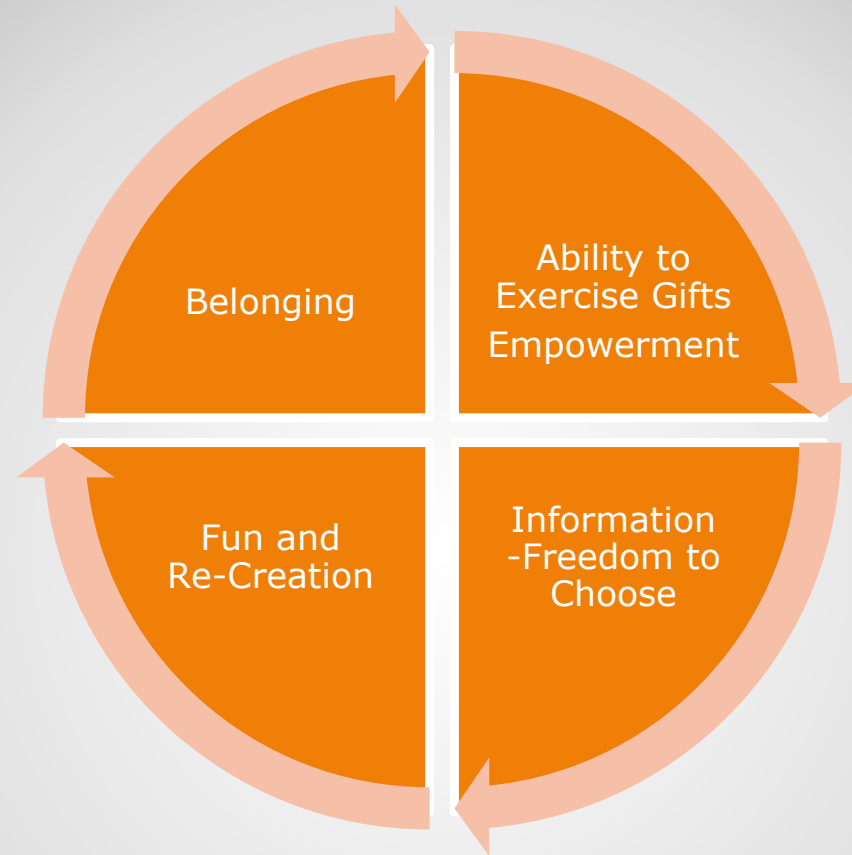 Belonging
Ability to
Exercise Gifts
Empowerment
Fun and
Re-Creation
Information
-Freedom to
Choose